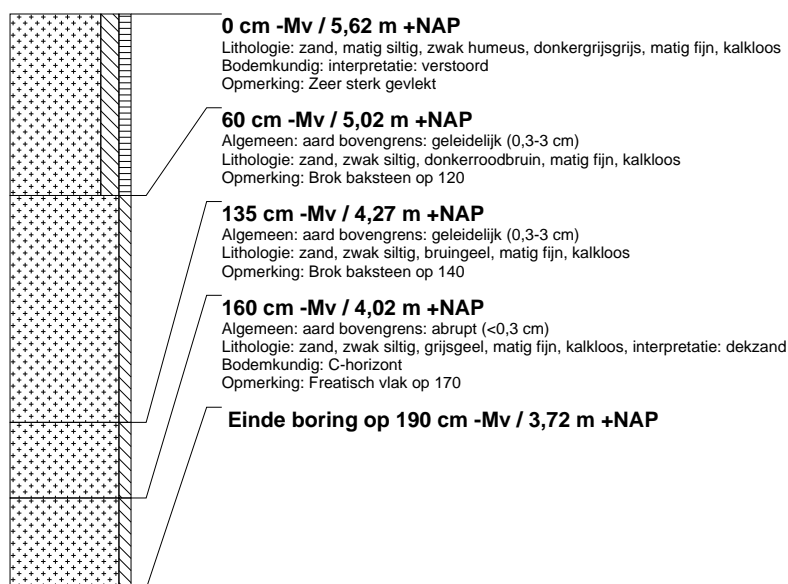 0 cm -Mv / 5,62 m +NAP
Lithologie: zand, matig siltig, zwak humeus, donkergrijsgrijs, matig fijn, kalkloos
Bodemkundig: interpretatie: verstoord
Opmerking: Zeer sterk gevlekt
60 cm -Mv / 5,02 m +NAP
Algemeen: aard bovengrens: geleidelijk (0,3-3 cm)
Lithologie: zand, zwak siltig, donkerroodbruin, matig fijn, kalkloos
Opmerking: Brok baksteen op 120
135 cm -Mv / 4,27 m +NAP
Algemeen: aard bovengrens: geleidelijk (0,3-3 cm)
Lithologie: zand, zwak siltig, bruingeel, matig fijn, kalkloos
Opmerking: Brok baksteen op 140
160 cm -Mv / 4,02 m +NAP
Algemeen: aard bovengrens: abrupt (<0,3 cm)
Lithologie: zand, zwak siltig, grijsgeel, matig fijn, kalkloos, interpretatie: dekzand
Bodemkundig: C-horizont
Opmerking: Freatisch vlak op 170
Einde boring op 190 cm -Mv / 3,72 m +NAP